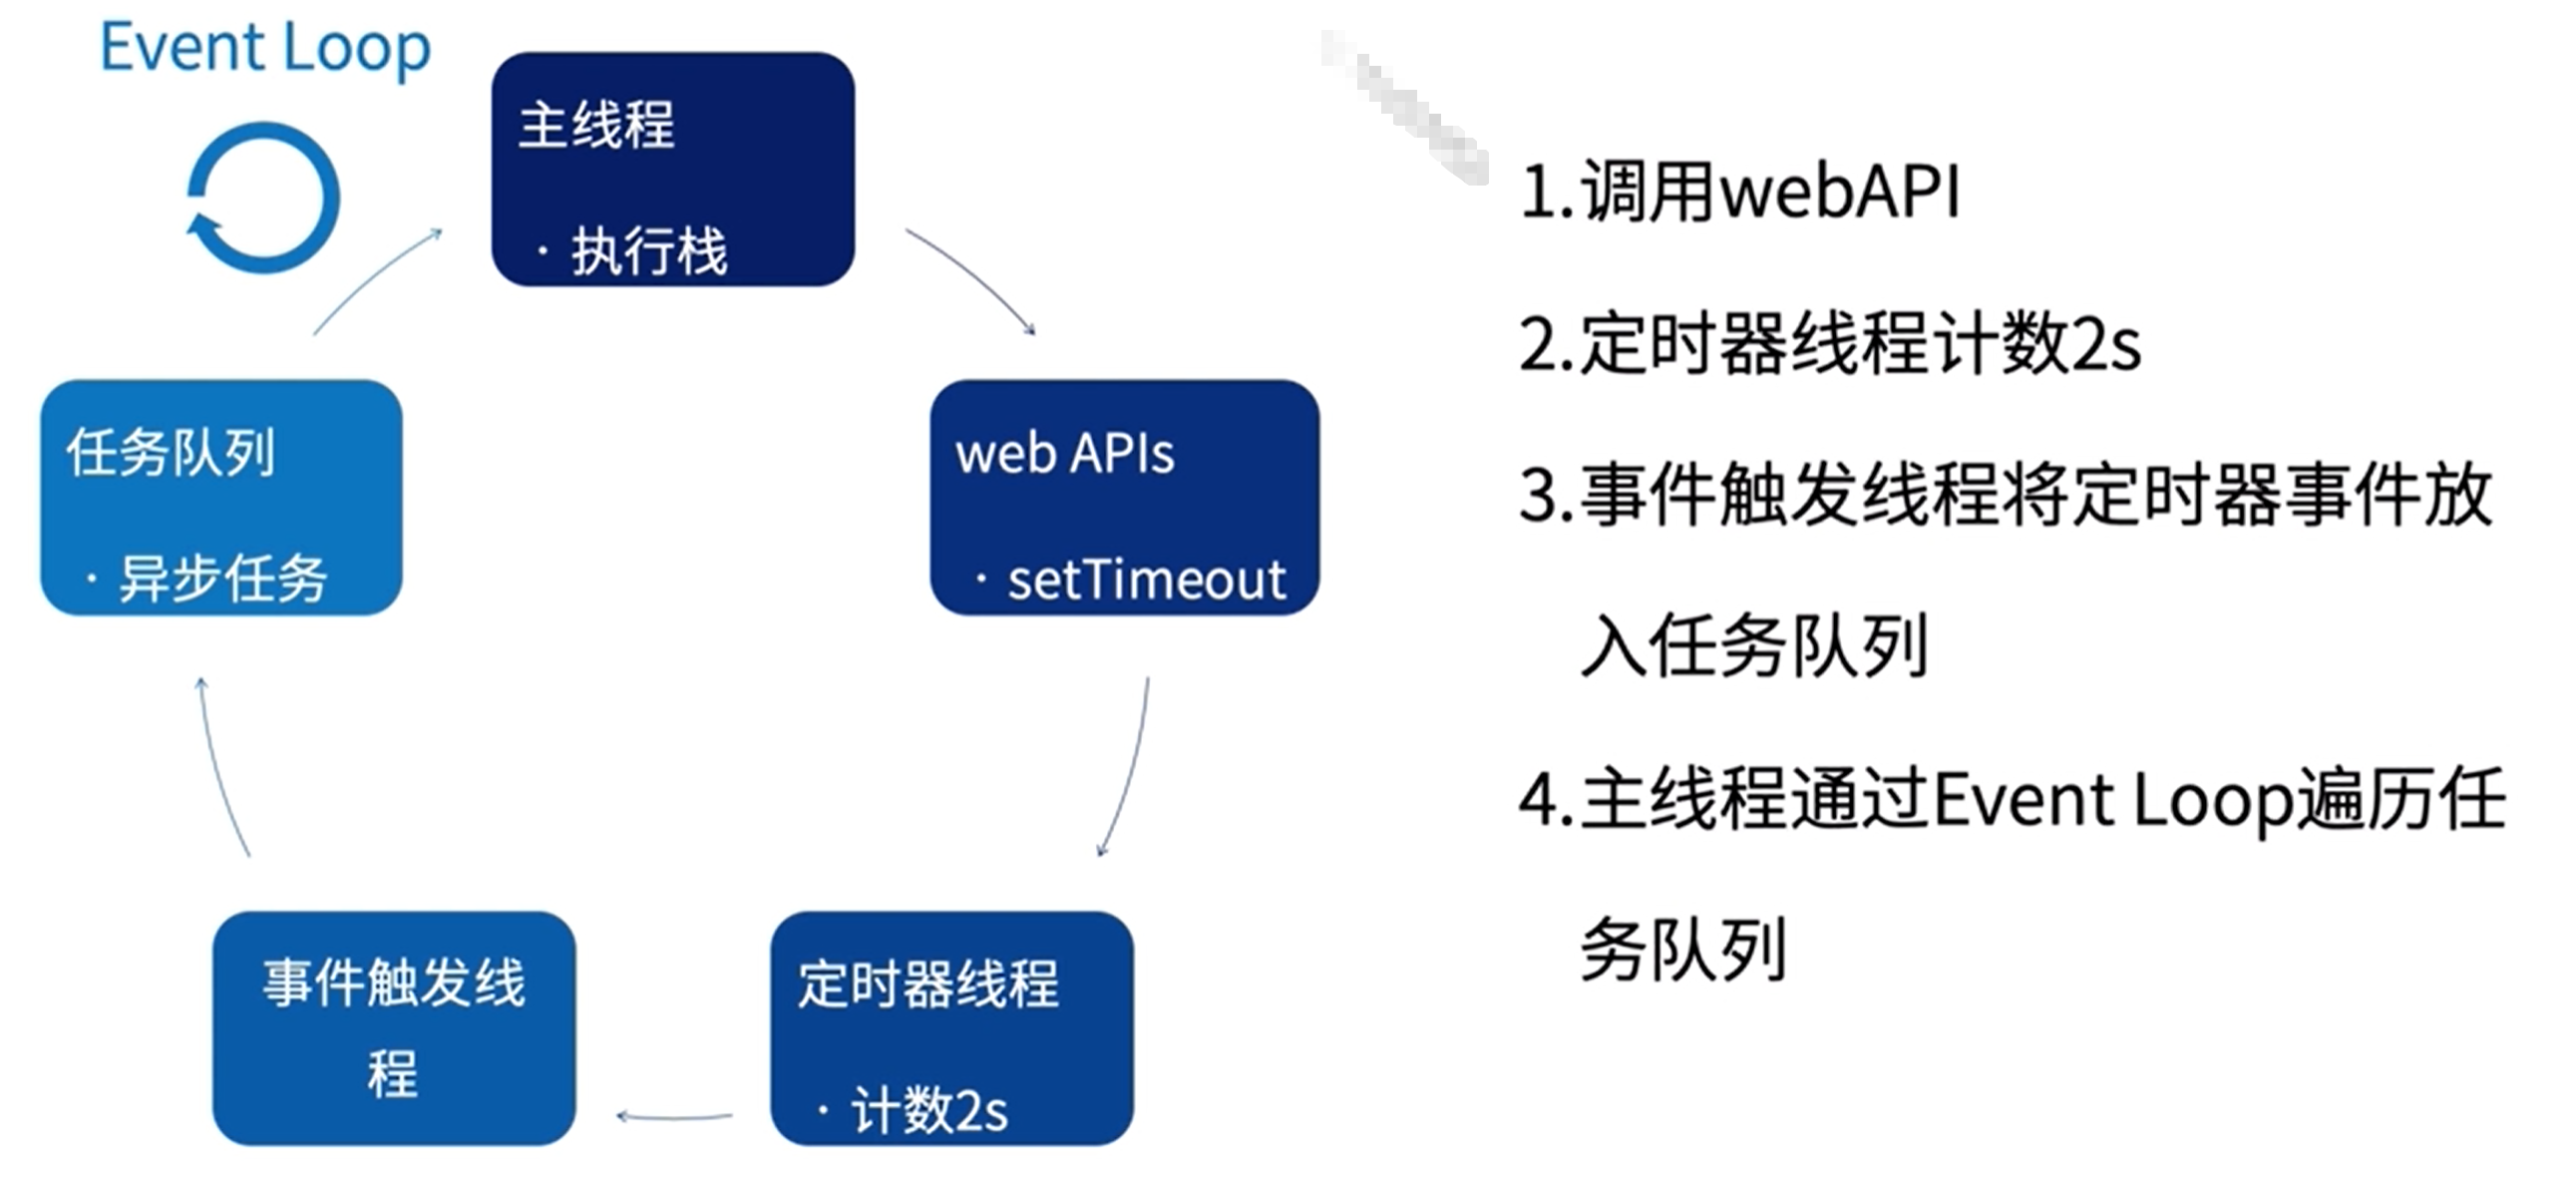 Event Loop
主线程
· 执行栈
web APIs
· setTimeout
定时器线程
· 计数2s
事件触发线
程
任务队列
· 异步任务
1.调用webAPI
2.定时器线程计数2s
3.事件触发线程将定时器事件放
入任务队列
4.主线程通过Event Loop遍历任
务队列